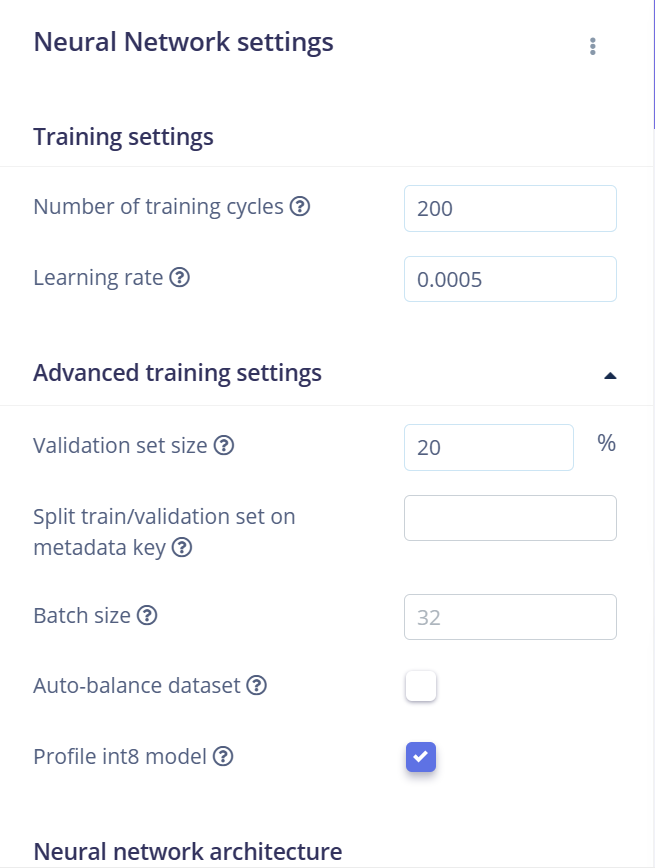 Neural Network settings
Training settings
Number of training cycles
200
Learning rate
0.0005
Advanced training settings
Validation set size
20
%
Split train/validation set on
metadata key
Batch size
32
Auto-balance dataset
Profile int8 model
Neural network architecture